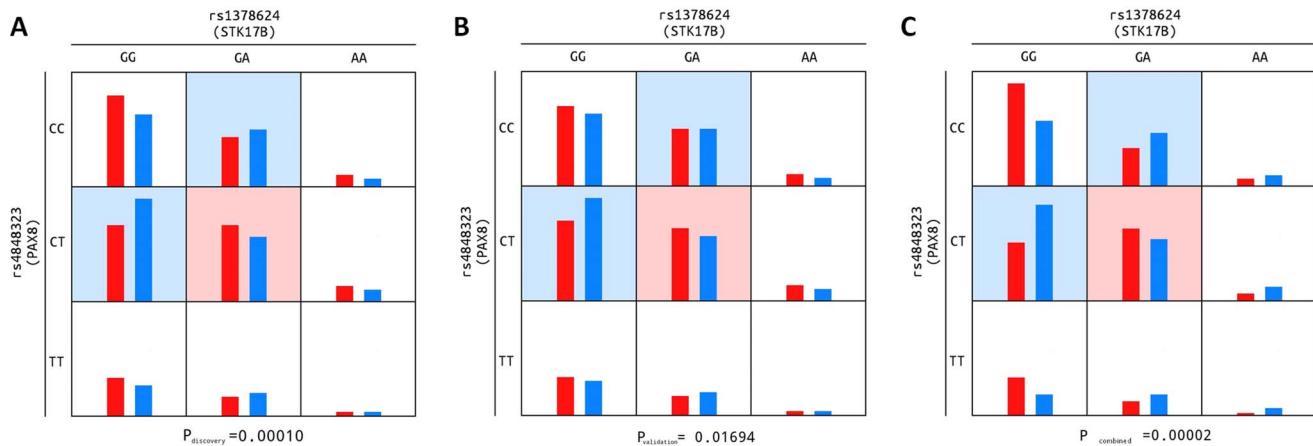 A
rs1378624
(STK17B)
GG GA AA
rs4848323
(PAX8)
CC
CT
TT
P discovery =0.00010
B
rs1378624
(STK17B)
GG GA AA
rs4848323
(PAX8)
CC
CT
TT
P validation = 0.01694
C
rs1378624
(STK17B)
GG GA AA
rs4848323
(PAX8)
CC
CT
TT
P combined =0.00002